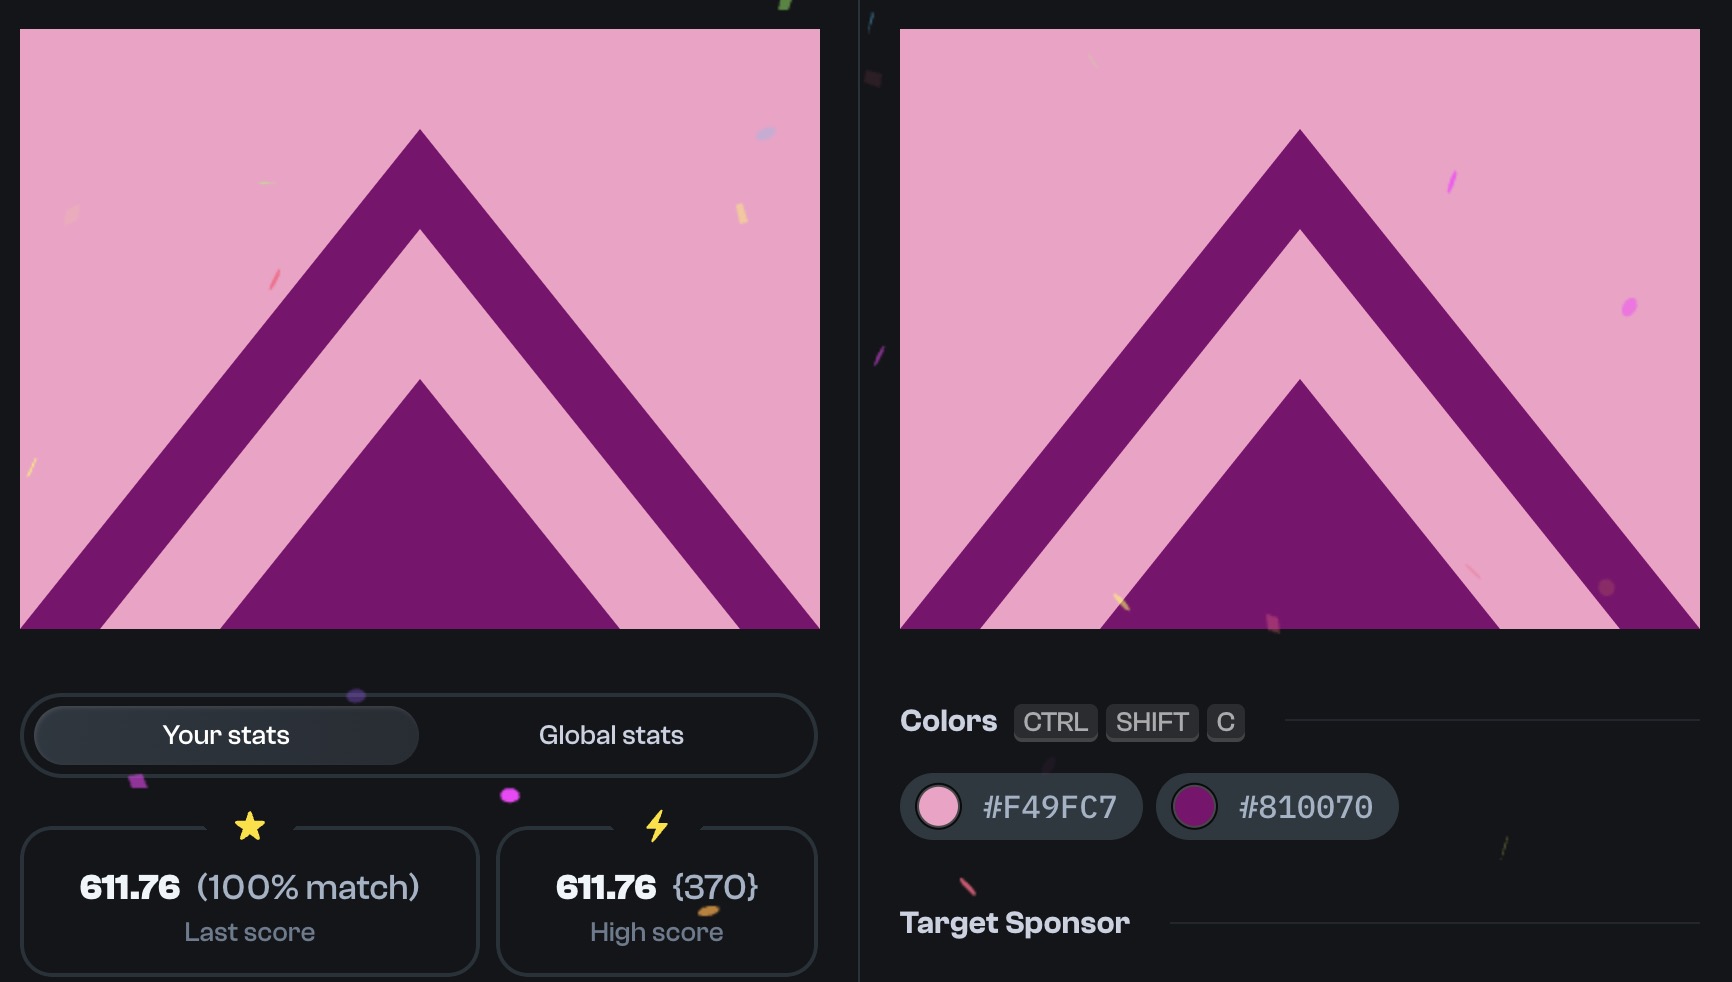 Your stats
Global stats
611.76 (100% match)
Last score
611.76 {370}
High score
Colors CTRL SHIFT C
#F49FC7
#810070
Target Sponsor